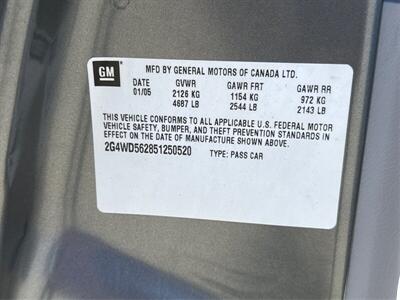 GM MFD BY GENERAL MOTORS OF CANADA LTD.
DATE GVWR GAWR FRT GAWR RR
01/05 2126 KG 1154 KG 972 KG
4687 LB 2544 LB 2143 LB
THIS VEHICLE CONFORMS TO ALL APPLICABLE U.S. FEDERAL MOTOR
VEHICLE SAFETY, BUMPER, AND THEFT PREVENTION STANDARDS IN
EFFECT ON THE DATE OF MANUFACTURE SHOWN ABOVE.
2G4WD562851250520 TYPE: PASS CAR